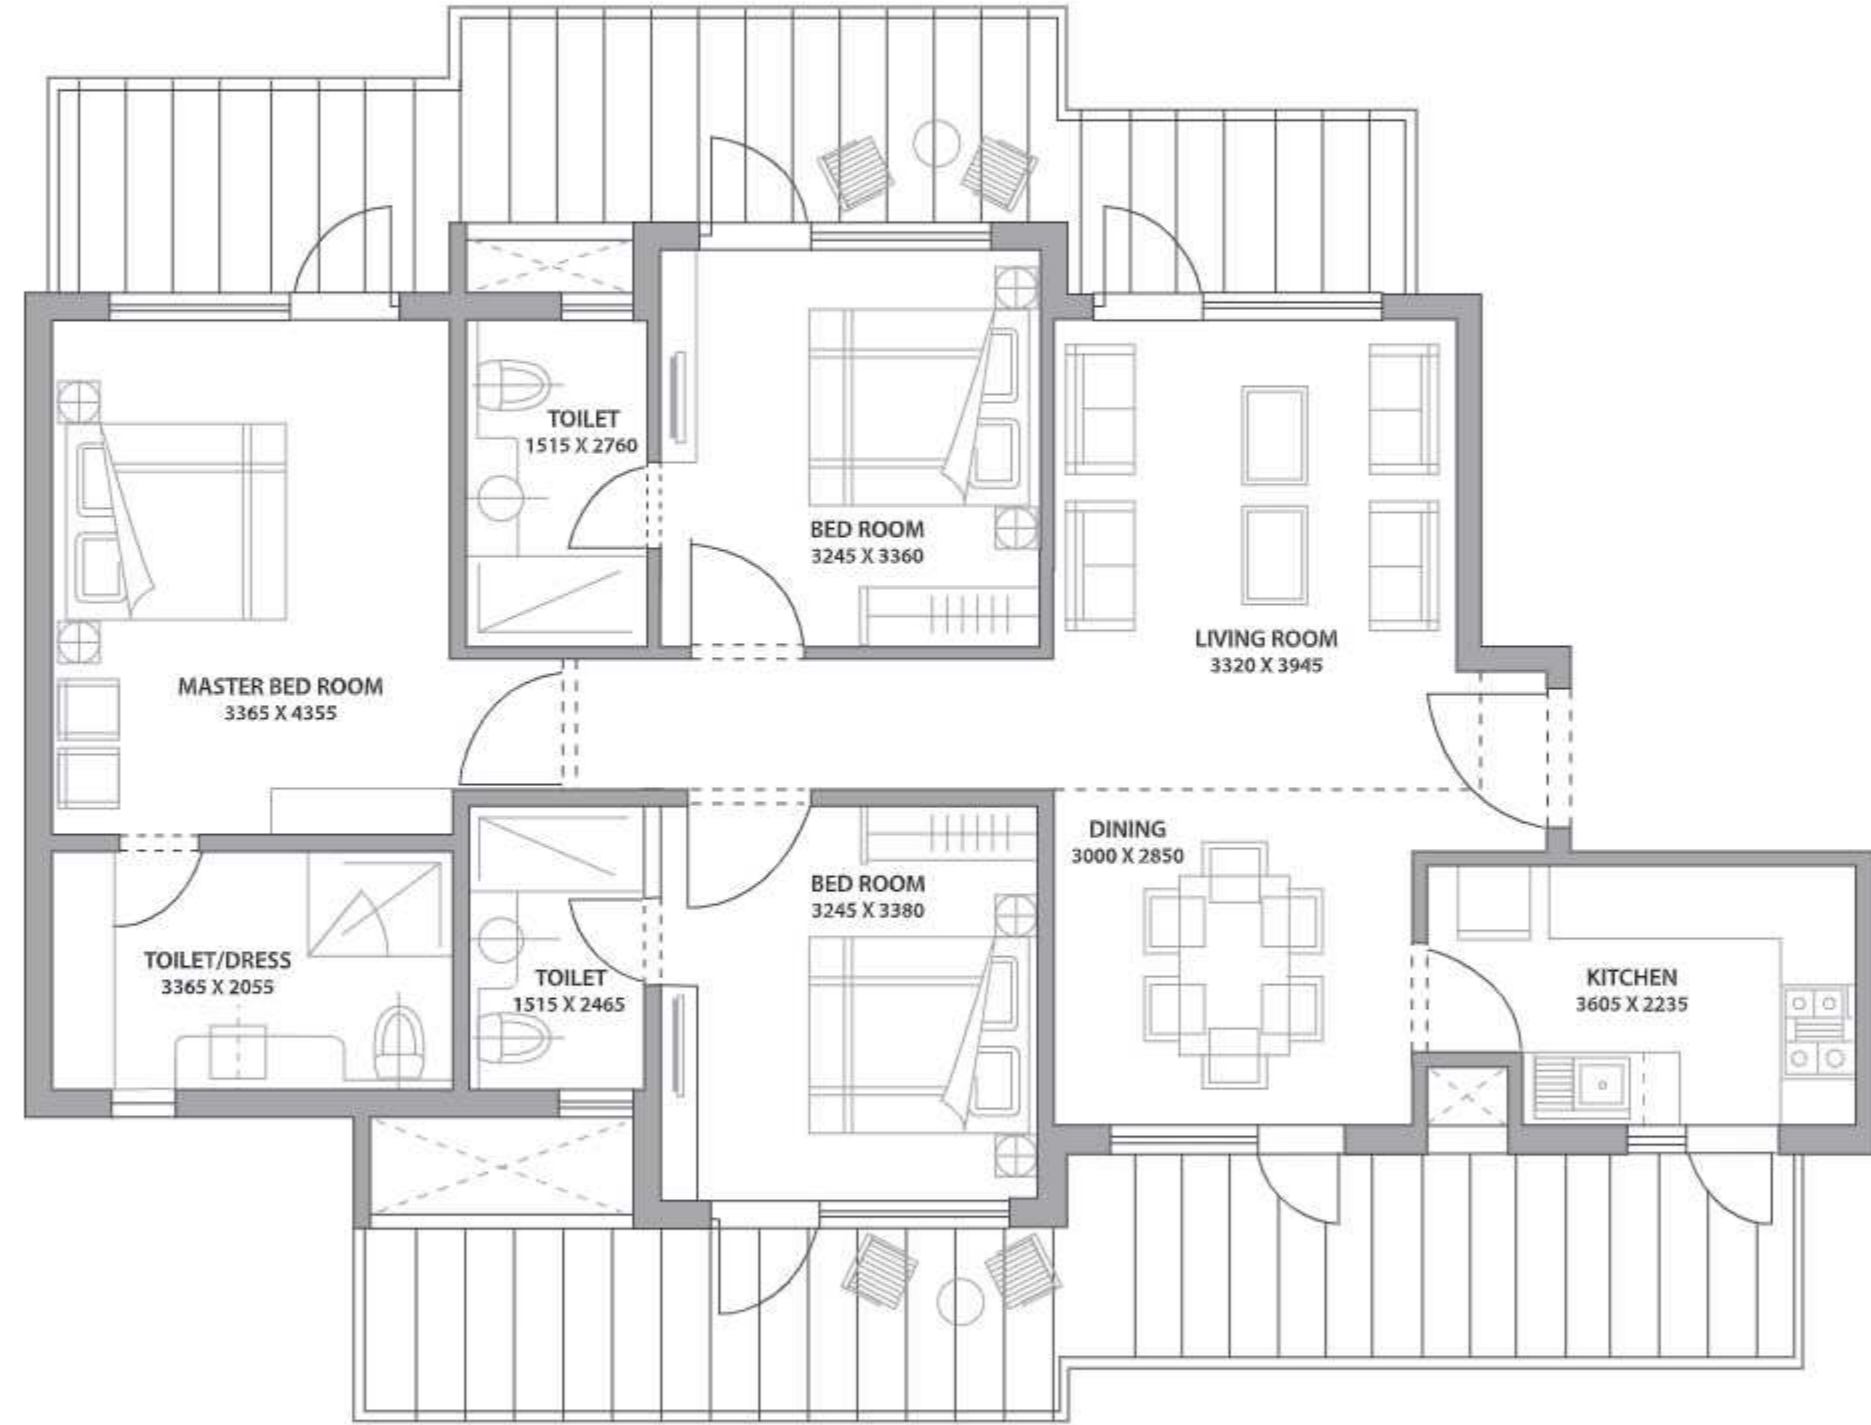 TOILET
1515 X 2760
BED ROOM
3245 X 3360
LIVING ROOM
3320 X 3945
MASTER BED ROOM
3365 X 4355
DINING
3000 X 2850
BED ROOM
3245 X 3380
TOILET/DRESS
3365 X 2055
TOILET
1515 X 2465
KITCHEN
3605 X 2235